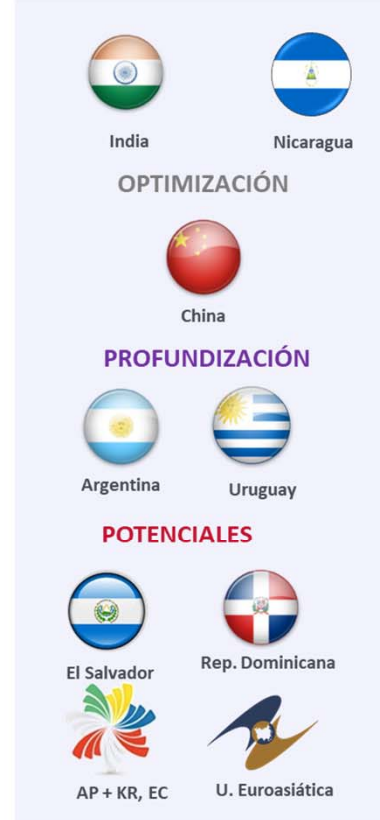 India Nicaragua
OPTIMIZACIÓN
China
PROFUNDIZACIÓN
Argentina Uruguay
POTENCIALES
El Salvador Rep. Dominicana
AP + KR, EC U. Euroasiática